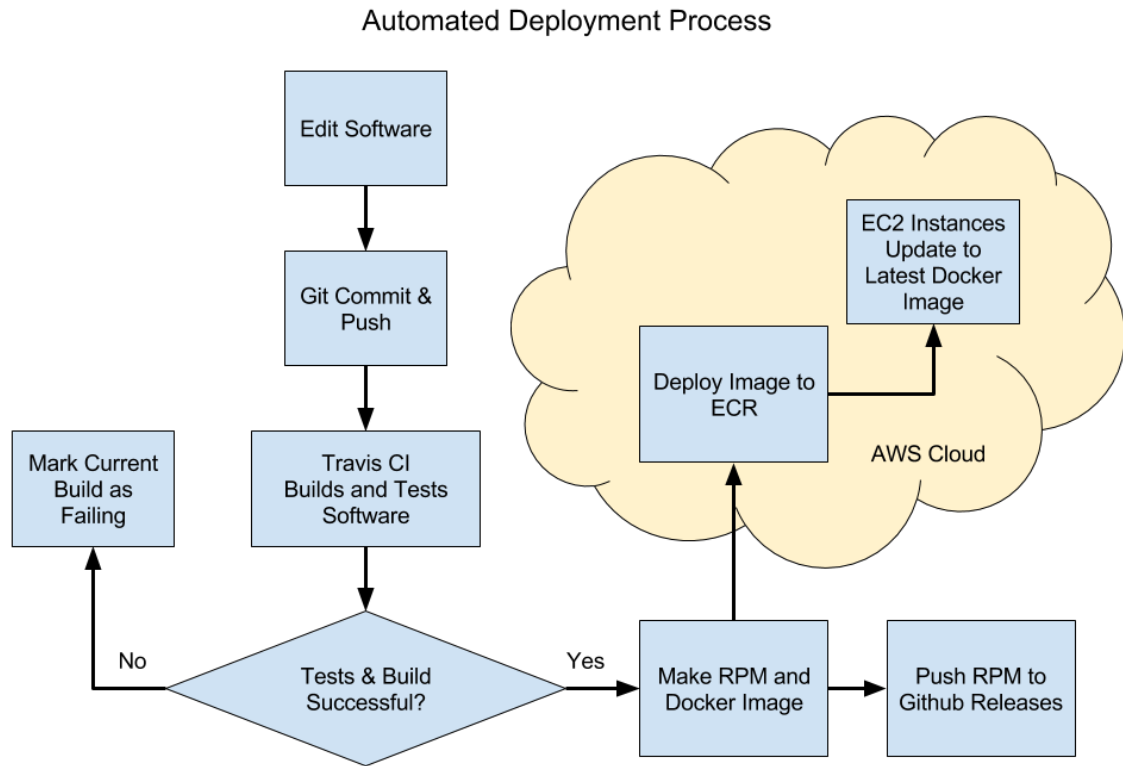 Automated Deployment Process
Edit Software
Git Commit &
Push
Travis CI
Builds and Tests
Software
Mark Current
Build as
Failing
Tests & Build
Successful?
No
Yes
Make RPM and
Docker Image
Push RPM to
Github Releases
Deploy Image to
ECR
EC2 Instances
Update to
Latest Docker
Image
AWS Cloud